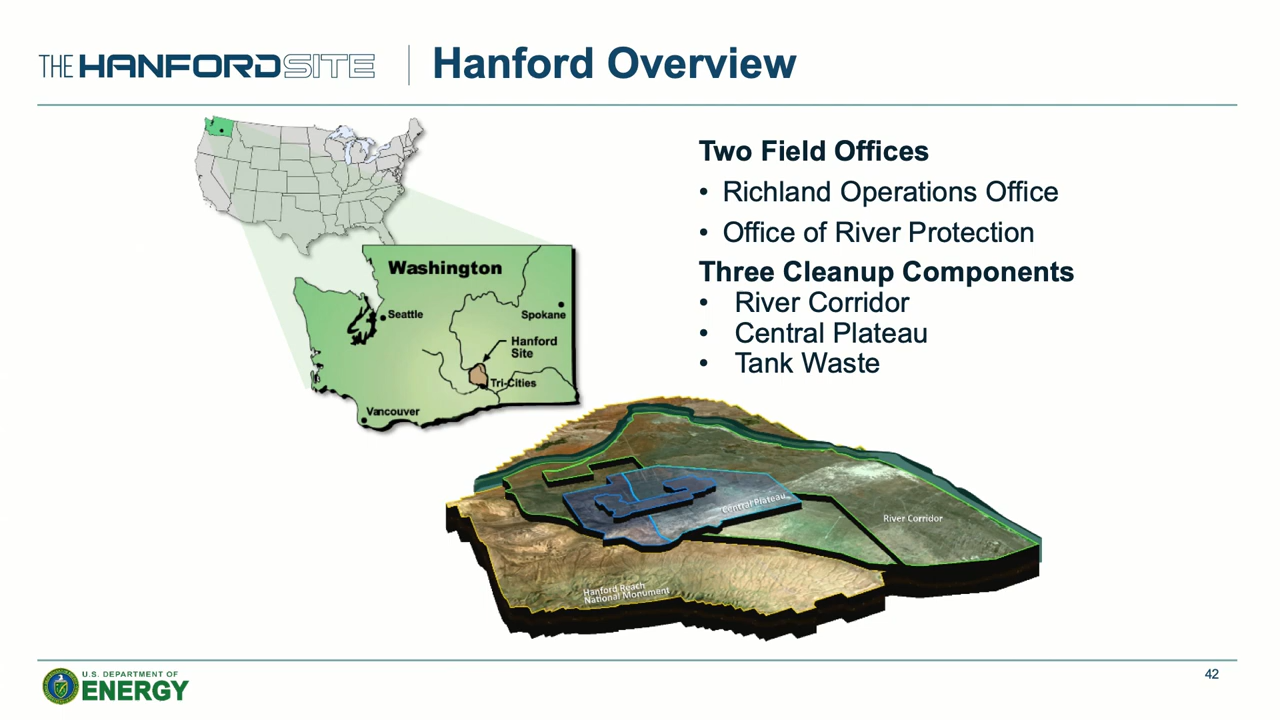 THE HANFORDSITE
Hanford Overview
Washington
Seattle
Spokane
Hanford
Site
Tri-Cities
Vancouver
Two Field Offices
• Richland Operations Office
• Office of River Protection
Three Cleanup Components
• River Corridor
• Central Plateau
• Tank Waste
Central Plateau
River Corridor
Hanford Reach
National Monument
U.S. DEPARTMENT OF
ENERGY
42